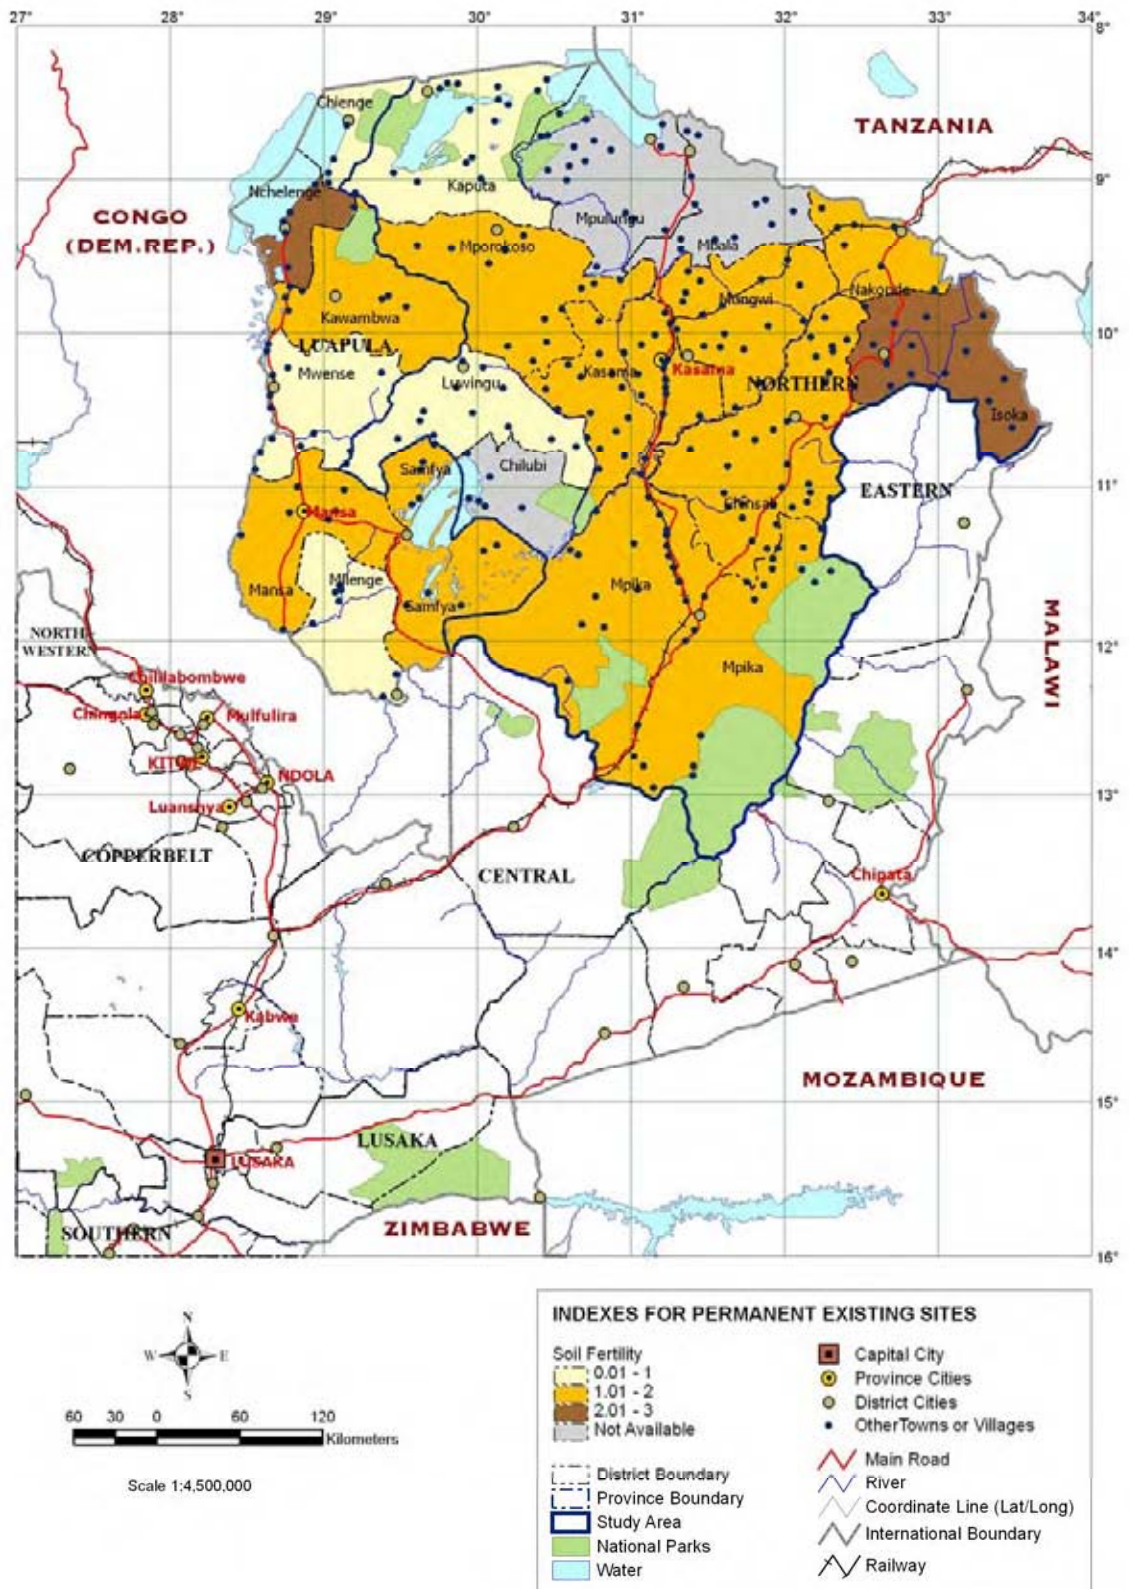 27° 28° 29° 30° 31° 32° 33° 34°
8°
Chienge
TANZANIA
9°
Kaputa
Nchelenge
CONGO
(DEM.REP.)
Mpulungu
Mbala
Mporokoso
Mungwi
Nakonde
Kawambwa
10°
LUAPULA
Mwense
Luwingu
Kasama
Kasama
NORTHERN
Isoka
Samfya
Chilubi
EASTERN
11°
Chinsali
Mansa
Mansa
Milenge
Samfya
Mpika
MALAWI
NORTH-
WESTERN
12°
Mpika
Chililabombwe
Chingola
Mulfulira
KITWE
NDOLA
Luanshya
13°
COPPERBELT
CENTRAL
Chipata
14°
Kabwe
MOZAMBIQUE
15°
LUSAKA
LUSAKA
SOUTHERN
ZIMBABWE
16°
N
W E
S
60 30 0 60 120
Kilometers
Scale 1:4,500,000
INDEXES FOR PERMANENT EXISTING SITES
Soil Fertility
0.01 - 1
1.01 - 2
2.01 - 3
Not Available
District Boundary
Province Boundary
Study Area
National Parks
Water
Capital City
Province Cities
District Cities
OtherTowns or Villages
Main Road
River
Coordinate Line (Lat/Long)
International Boundary
Railway